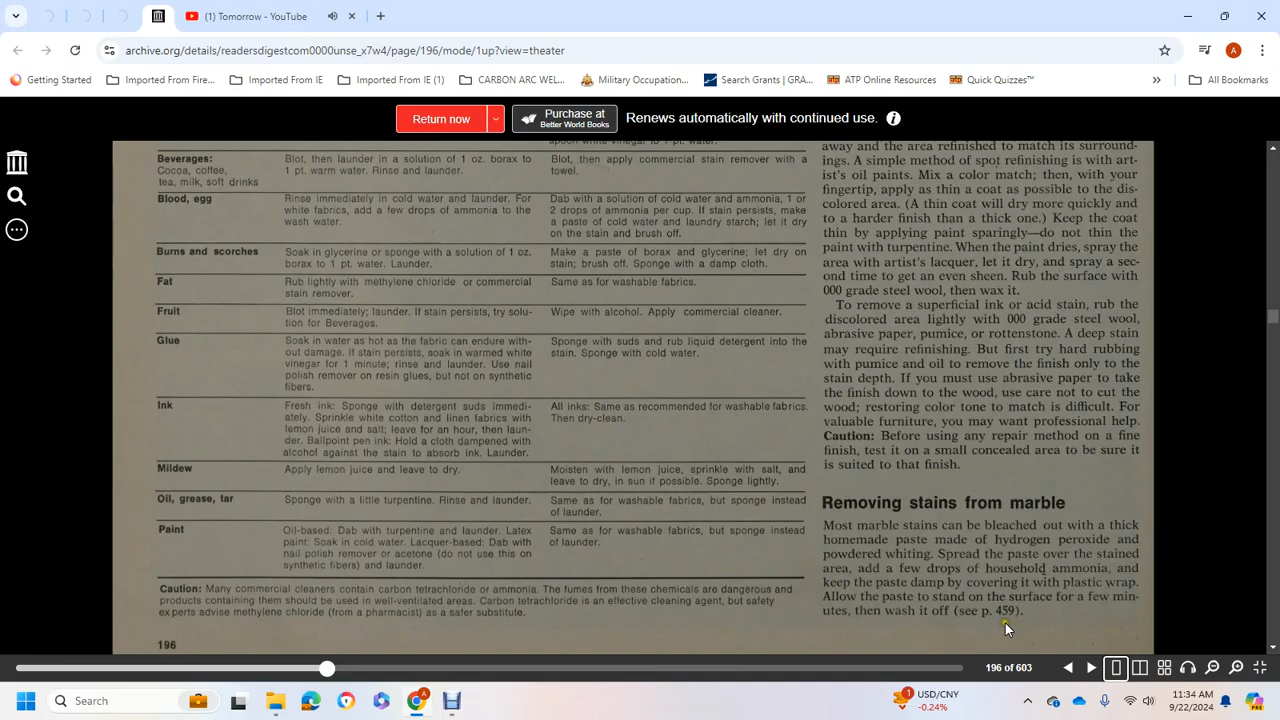 (1) Tomorrow - YouTube
archive.org/details/readersdigestcom0000unse_x7w4/page/196/mode/1up?view=theater
A
Getting Started
Imported From Fire...
Imported From IE
Imported From IE (1)
CARBON ARC WEL...
Military Occupation...
Search Grants | GRA...
ATP Online Resources
Quick Quizzes™
»
All Bookmarks
Return now
Purchase at
Better World Books
Renews automatically with continued use.
spoon white vinegar to 1 pt. water.
Beverages:
Cocoa, coffee,
tea, milk, soft drinks
Blot, then launder in a solution of 1 oz. borax to
1 pt. warm water. Rinse and launder.
Blot, then apply commercial stain remover with a
towel.
Blood, egg
Rinse immediately in cold water and launder. For
white fabrics, add a few drops of ammonia to the
wash water.
Dab with a solution of cold water and ammonia, 1 or
2 drops of ammonia per cup. If stain persists, make
a paste of cold water and laundry starch; let it dry
on the stain and brush off.
Burns and scorches
Soak in glycerine or sponge with a solution of 1 oz.
borax to 1 pt. water. Launder.
Make a paste of borax and glycerine; let dry on
stain; brush off. Sponge with a damp cloth.
Fat
Rub lightly with methylene chloride or commercial
stain remover.
Same as for washable fabrics.
Fruit
Blot immediately; launder. If stain persists, try solu-
tion for Beverages.
Wipe with alcohol. Apply commercial cleaner.
Glue
Soak in water as hot as the fabric can endure with-
out damage. If stain persists, soak in warmed white
vinegar for 1 minute; rinse and launder. Use nail
polish remover on resin glues, but not on synthetic
fibers.
Sponge with suds and rub liquid detergent into the
stain. Sponge with cold water.
Ink
Fresh ink: Sponge with detergent suds immedi-
ately. Sprinkle white cotton and linen fabrics with
lemon juice and salt; leave for an hour, then laun-
der. Ballpoint pen ink: Hold a cloth dampened with
alcohol against the stain to absorb ink. Launder.
All inks: Same as recommended for washable fabrics.
Then dry-clean.
Mildew
Apply lemon juice and leave to dry.
Moisten with lemon juice, sprinkle with salt, and
leave to dry, in sun if possible. Sponge lightly.
Oil, grease, tar
Sponge with a little turpentine. Rinse and launder.
Same as for washable fabrics, but sponge instead
of launder.
Paint
Oil-based: Dab with turpentine and launder. Latex
paint: Soak in cold water. Lacquer-based: Dab with
nail polish remover or acetone (do not use this on
synthetic fibers) and launder.
Same as for washable fabrics, but sponge instead
of launder.
Caution: Many commercial cleaners contain carbon tetrachloride or ammonia. The fumes from these chemicals are dangerous and
products containing them should be used in well-ventilated areas. Carbon tetrachloride is an effective cleaning agent, but safety
experts advise methylene chloride (from a pharmacist) as a safer substitute.
196
away and the area refinished to match its surround-
ings. A simple method of spot refinishing is with art-
ist's oil paints. Mix a color match; then, with your
fingertip, apply as thin a coat as possible to the dis-
colored area. (A thin coat will dry more quickly and
to a harder finish than a thick one.) Keep the coat
thin by applying paint sparingly—do not thin the
paint with turpentine. When the paint dries, spray the
area with artist's lacquer, let it dry, and spray a sec-
ond time to get an even sheen. Rub the surface with
000 grade steel wool, then wax it.
To remove a superficial ink or acid stain, rub the
discolored area lightly with 000 grade steel wool,
abrasive paper, pumice, or rottenstone. A deep stain
may require refinishing. But first try hard rubbing
with pumice and oil to remove the finish only to the
stain depth. If you must use abrasive paper to take
the finish down to the wood, use care not to cut the
wood; restoring color tone to match is difficult. For
valuable furniture, you may want professional help.
Caution: Before using any repair method on a fine
finish, test it on a small concealed area to be sure it
is suited to that finish.
Removing stains from marble
Most marble stains can be bleached out with a thick
homemade paste made of hydrogen peroxide and
powdered whiting. Spread the paste over the stained
area, add a few drops of household ammonia, and
keep the paste damp by covering it with plastic wrap.
Allow the paste to stand on the surface for a few min-
utes, then wash it off (see p. 459).
196 of 603
Search
1
USD/CNY
-0.24%
11:34 AM
9/22/2024